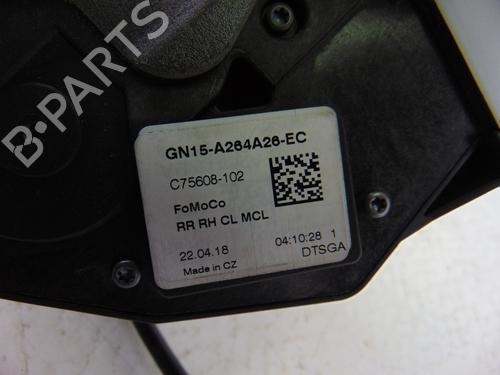 B-PARTS
GN15-A264A26-EC
C75608-102
FoMoCo
RR RH CL MCL
22.04.18
04:10:28 1
Made in CZ
DTSGA